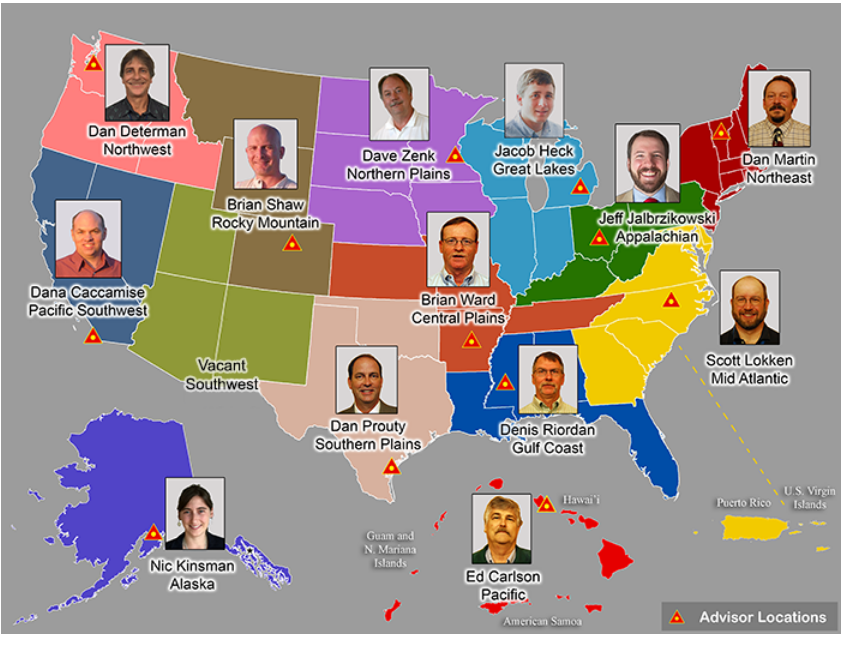 Dan Determan
Northwest
Brian Shaw
Rocky Mountain
Dave Zenk
Northern Plains
Jacob Heck
Great Lakes
Dan Martin
Northeast
Jeff Jalbrzikowski
Appalachian
Dana Caccamise
Pacific Southwest
Brian Ward
Central Plains
Scott Lokken
Mid Atlantic
Vacant
Southwest
Dan Prouty
Southern Plains
Denis Riordan
Gulf Coast
Nic Kinsman
Alaska
Guam and
N. Mariana
Islands
Hawai'i
Ed Carlson
Pacific
American Samoa
Puerto Rico
U.S. Virgin
Islands
Advisor Locations